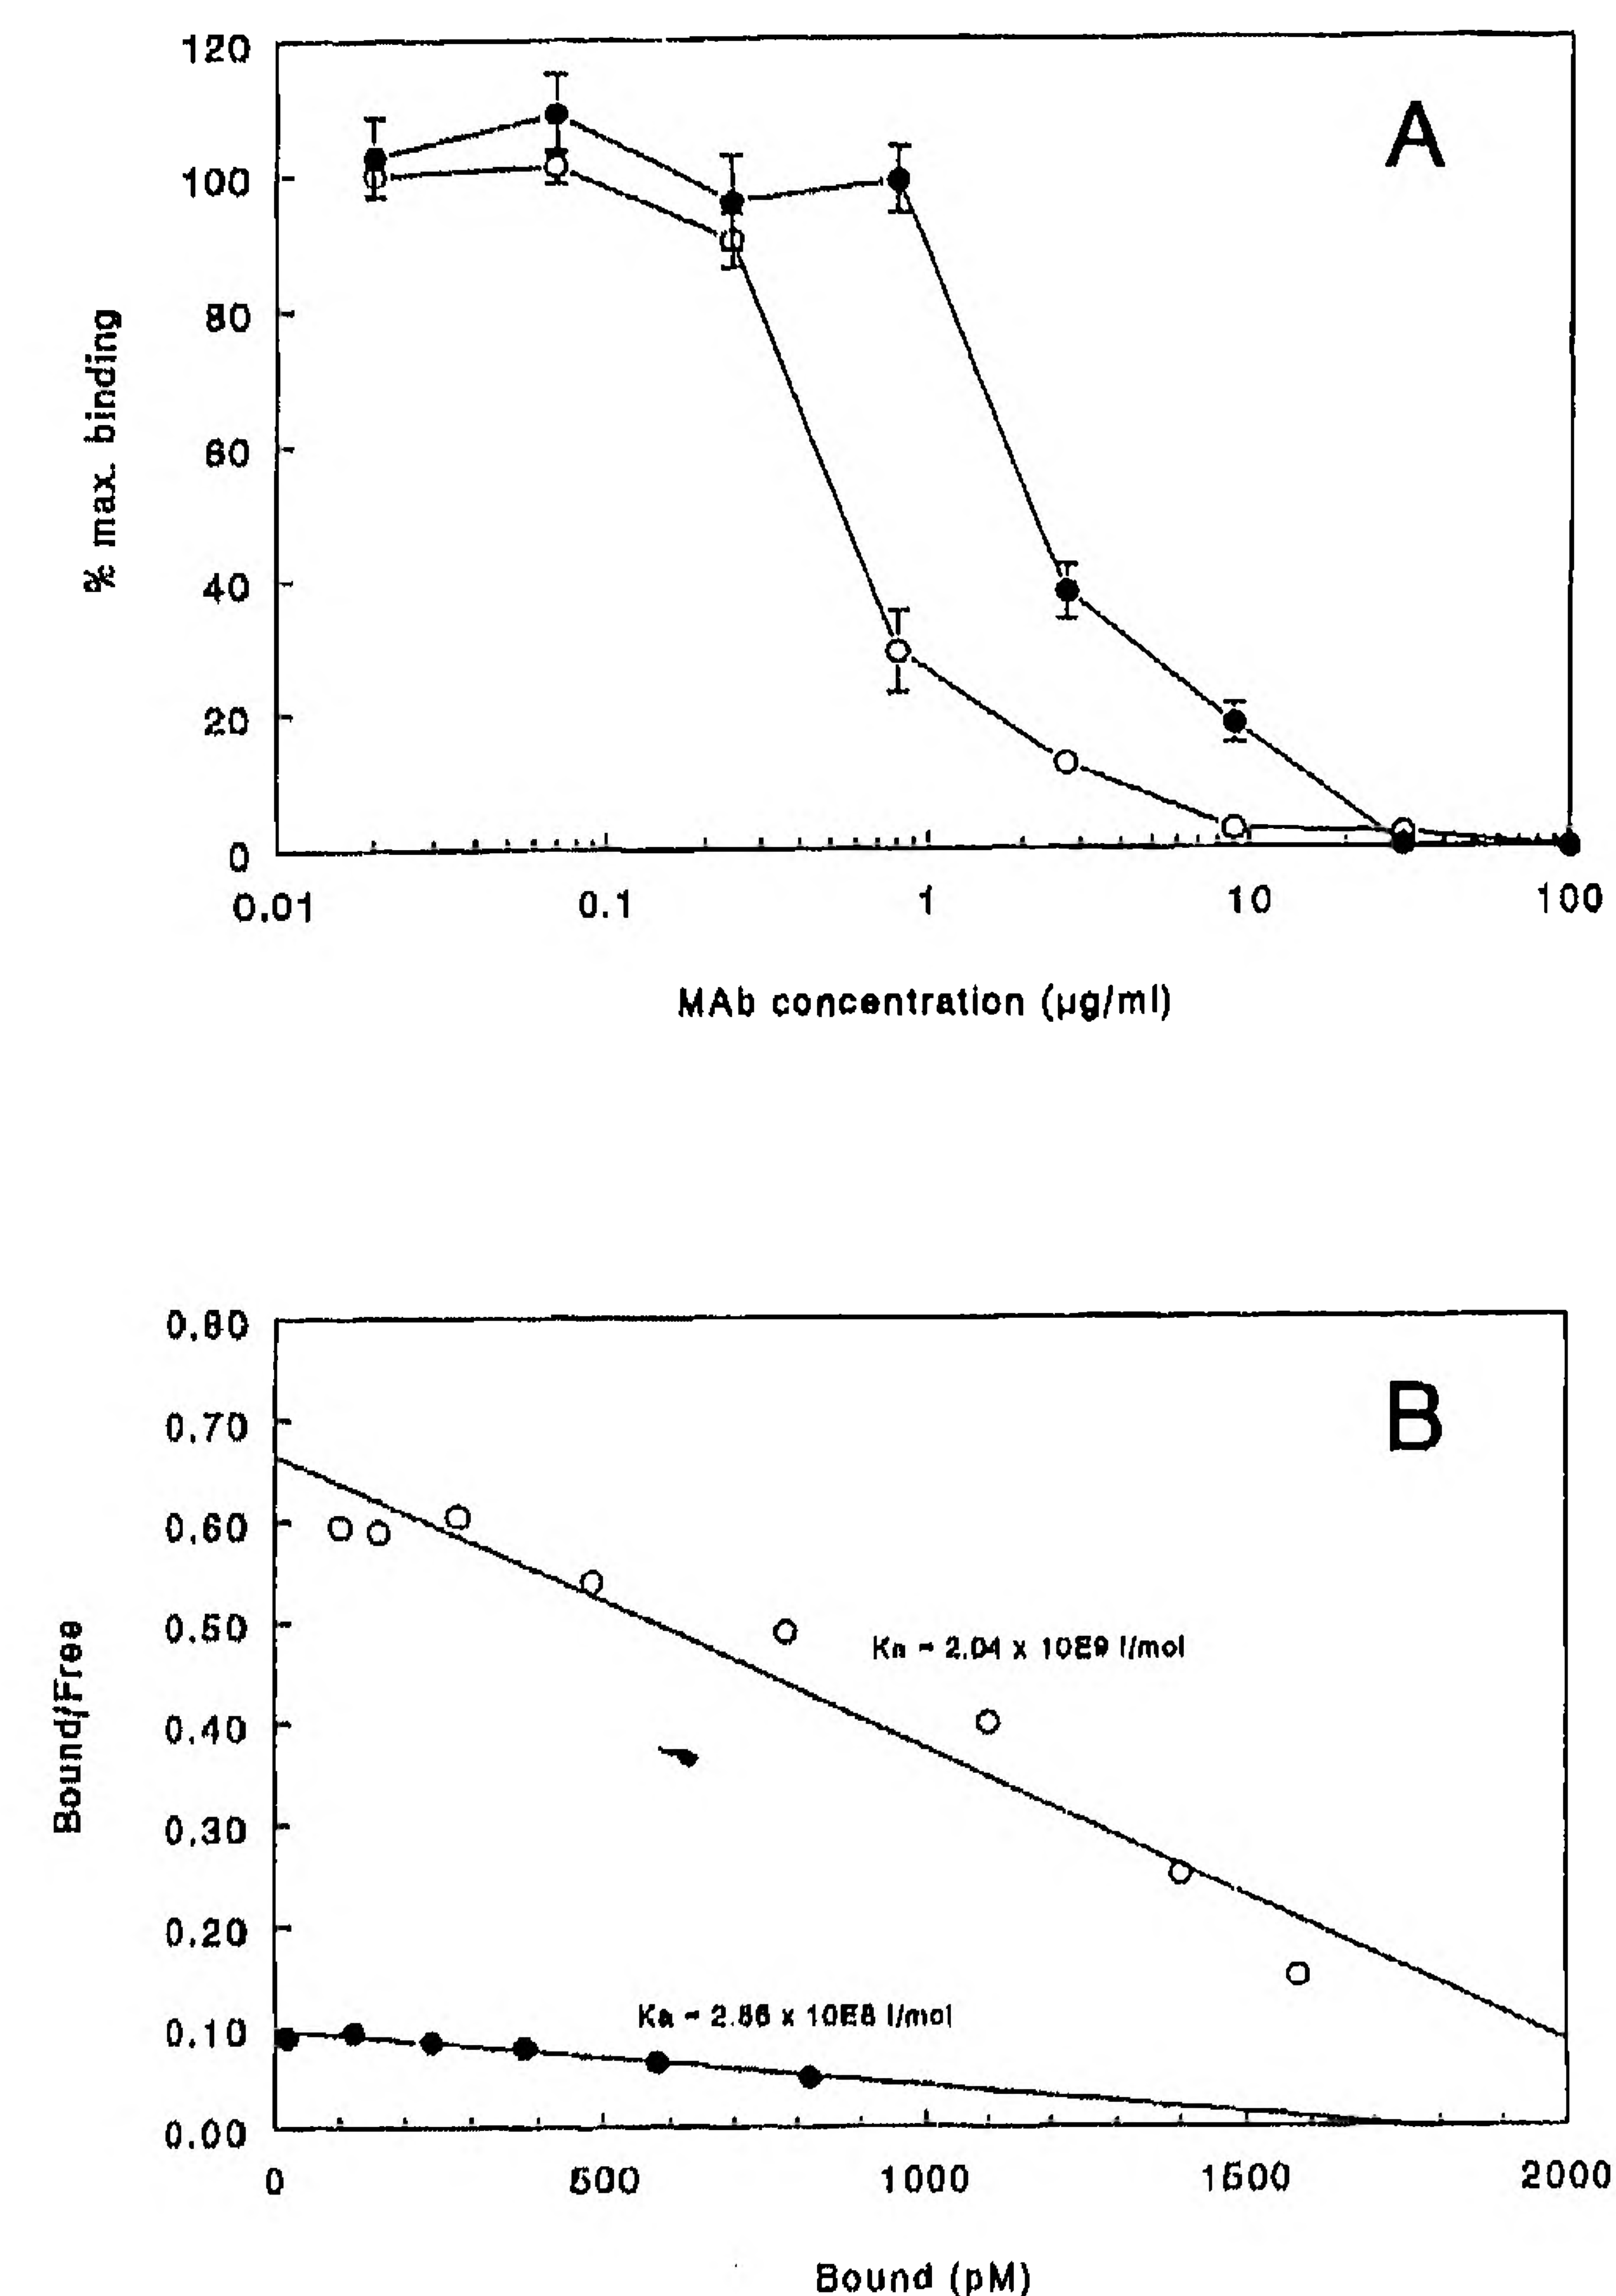 120
A
100
80
60
40
20
0
% max. binding
0.01 0.1 1 10 100
MAb concentration (µg/ml)
0.80
B
0.70
0.60
0.50
0.40
0.30
0.20
0.10
0.00
Bound/Free
Ka = 2.04 x 10E9 l/mol
Ka = 2.86 x 10E8 l/mol
0 500 1000 1500 2000
Bound (pM)